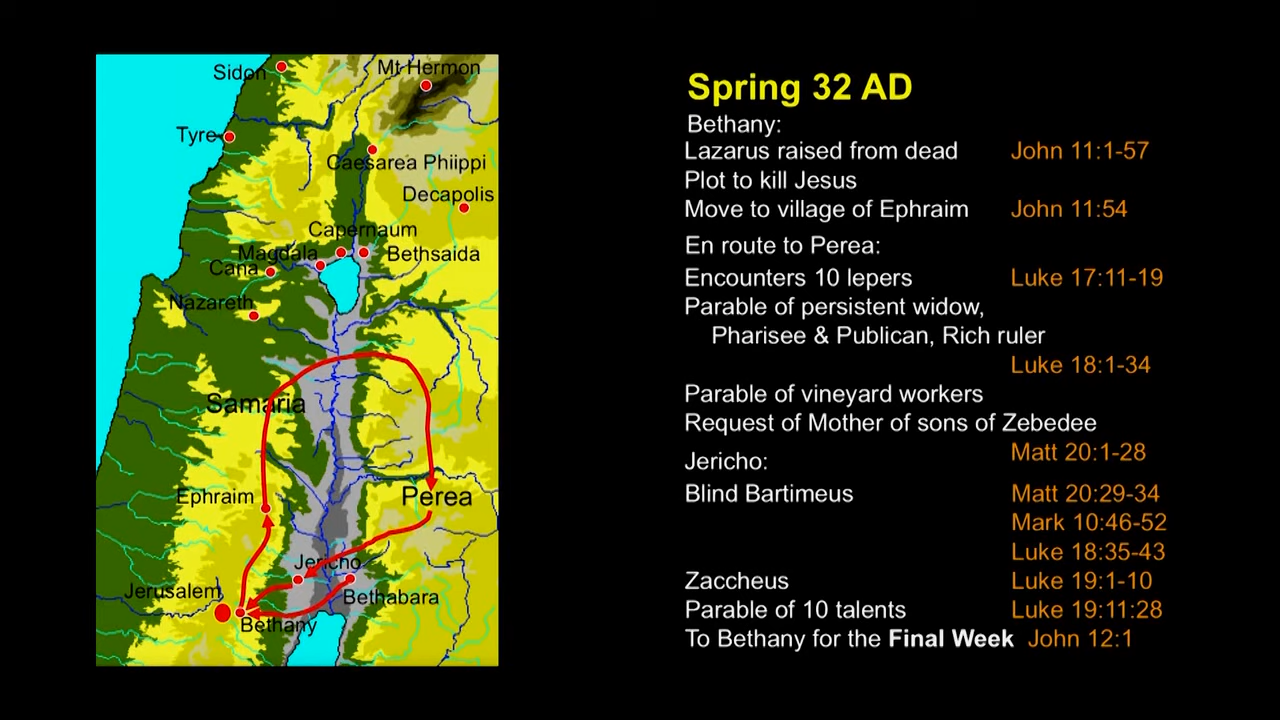 Sidon
Mt Hermon
Tyre
Caesarea Phiippi
Decapolis
Capernaum
Magdala
Bethsaida
Cana
Nazareth
Samaria
Ephraim
Perea
Jericho
Jerusalem
Bethabara
Bethany
Spring 32 AD
Bethany:
Lazarus raised from dead John 11:1-57
Plot to kill Jesus
Move to village of Ephraim John 11:54
En route to Perea:
Encounters 10 lepers Luke 17:11-19
Parable of persistent widow,
Pharisee & Publican, Rich ruler
Luke 18:1-34
Parable of vineyard workers
Request of Mother of sons of Zebedee
Matt 20:1-28
Jericho:
Blind Bartimeus Matt 20:29-34
Mark 10:46-52
Luke 18:35-43
Zaccheus Luke 19:1-10
Parable of 10 talents Luke 19:11:28
To Bethany for the Final Week John 12:1